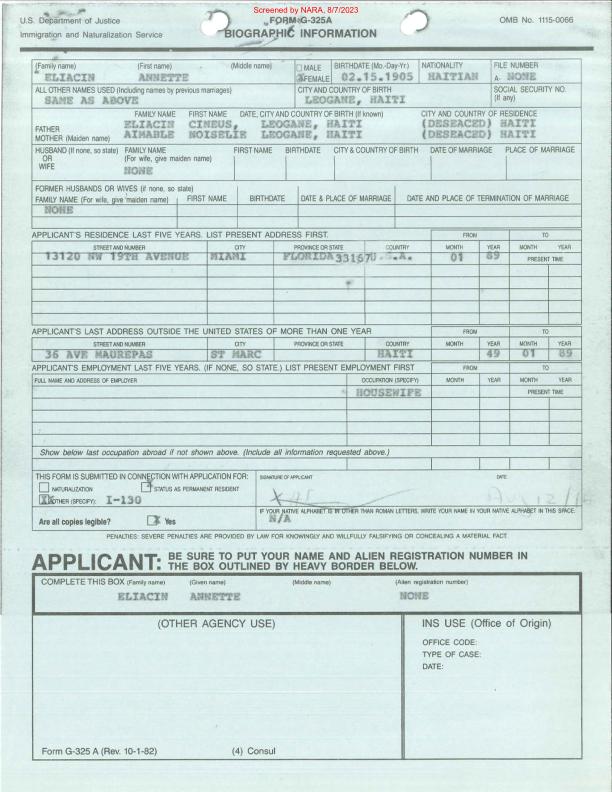 Screened by NARA, 8/7/2023
U.S. Department of Justice
Immigration and Naturalization Service
FORM G-325A
BIOGRAPHIC INFORMATION
OMB No. 1115-0066
(Family name) (First name) (Middle name) MALE BIRTHDATE (Mo.-Day-Yr.) NATIONALITY FILE NUMBER
ELIACIN ANNETTE X FEMALE 02.15.1905 HAITIAN A- NONE
ALL OTHER NAMES USED (Including names by previous marriages) CITY AND COUNTRY OF BIRTH SOCIAL SECURITY NO.
SAME AS ABOVE LEOGANE, HAITI (If any)
FAMILY NAME FIRST NAME DATE, CITY AND COUNTRY OF BIRTH (If known) CITY AND COUNTRY OF RESIDENCE
FATHER ELIACIN CINEUS, LEOGANE, HAITI (DESEACED) HAITI
MOTHER (Maiden name) AIMABLE NOISELIE LEOGANE, HAITI (DESEACED) HAITI
HUSBAND (If none, so state) FAMILY NAME FIRST NAME BIRTHDATE CITY & COUNTRY OF BIRTH DATE OF MARRIAGE PLACE OF MARRIAGE
OR (For wife, give maiden name)
WIFE NONE
FORMER HUSBANDS OR WIVES (if none, so state)
FAMILY NAME (For wife, give maiden name) FIRST NAME BIRTHDATE DATE & PLACE OF MARRIAGE DATE AND PLACE OF TERMINATION OF MARRIAGE
NONE
APPLICANT'S RESIDENCE LAST FIVE YEARS. LIST PRESENT ADDRESS FIRST. FROM TO
STREET AND NUMBER CITY PROVINCE OR STATE COUNTRY MONTH YEAR MONTH YEAR
13120 NW 19TH AVENUE MIAMI FLORIDA 33167 U.S.A. 01 89 PRESENT TIME
APPLICANT'S LAST ADDRESS OUTSIDE THE UNITED STATES OF MORE THAN ONE YEAR FROM TO
STREET AND NUMBER CITY PROVINCE OR STATE COUNTRY MONTH YEAR MONTH YEAR
36 AVE MAUREPAS ST MARC HAITI 49 01 89
APPLICANT'S EMPLOYMENT LAST FIVE YEARS. (IF NONE, SO STATE.) LIST PRESENT EMPLOYMENT FIRST FROM TO
FULL NAME AND ADDRESS OF EMPLOYER OCCUPATION (SPECIFY) MONTH YEAR MONTH YEAR
HOUSEWIFE PRESENT TIME
Show below last occupation abroad if not shown above. (Include all information requested above.)
THIS FORM IS SUBMITTED IN CONNECTION WITH APPLICATION FOR: SIGNATURE OF APPLICANT DATE
NATURALIZATION STATUS AS PERMANENT RESIDENT
X OTHER (SPECIFY): I-130
IF YOUR NATIVE ALPHABET IS IN OTHER THAN ROMAN LETTERS, WRITE YOUR NAME IN YOUR NATIVE ALPHABET IN THIS SPACE.
Are all copies legible? X Yes N/A
PENALTIES: SEVERE PENALTIES ARE PROVIDED BY LAW FOR KNOWINGLY AND WILLFULLY FALSIFYING OR CONCEALING A MATERIAL FACT.
APPLICANT: BE SURE TO PUT YOUR NAME AND ALIEN REGISTRATION NUMBER IN
THE BOX OUTLINED BY HEAVY BORDER BELOW.
COMPLETE THIS BOX (Family name) (Given name) (Middle name) (Alien registration number)
ELIACIN ANNETTE NONE
(OTHER AGENCY USE) INS USE (Office of Origin)
OFFICE CODE:
TYPE OF CASE:
DATE:
Form G-325 A (Rev. 10-1-82) (4) Consul